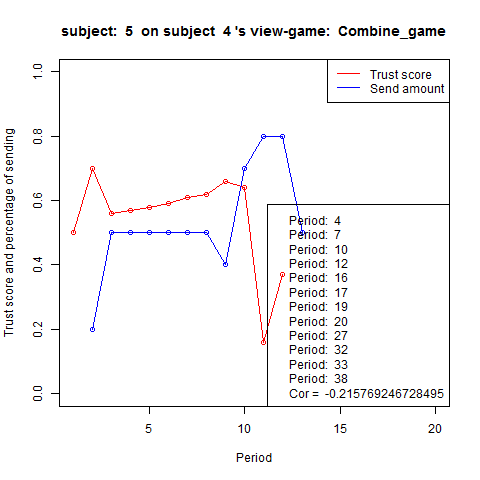 subject:  5  on subject  4 's view-game:  Combine_game
Trust score
Send amount
1.0
0.8
0.6
0.4
0.2
0.0
Trust score and percentage of sending
Period:  4
Period:  7
Period:  10
Period:  12
Period:  16
Period:  17
Period:  19
Period:  20
Period:  27
Period:  32
Period:  33
Period:  38
Cor =  -0.215769246728495
5 10 15 20
Period